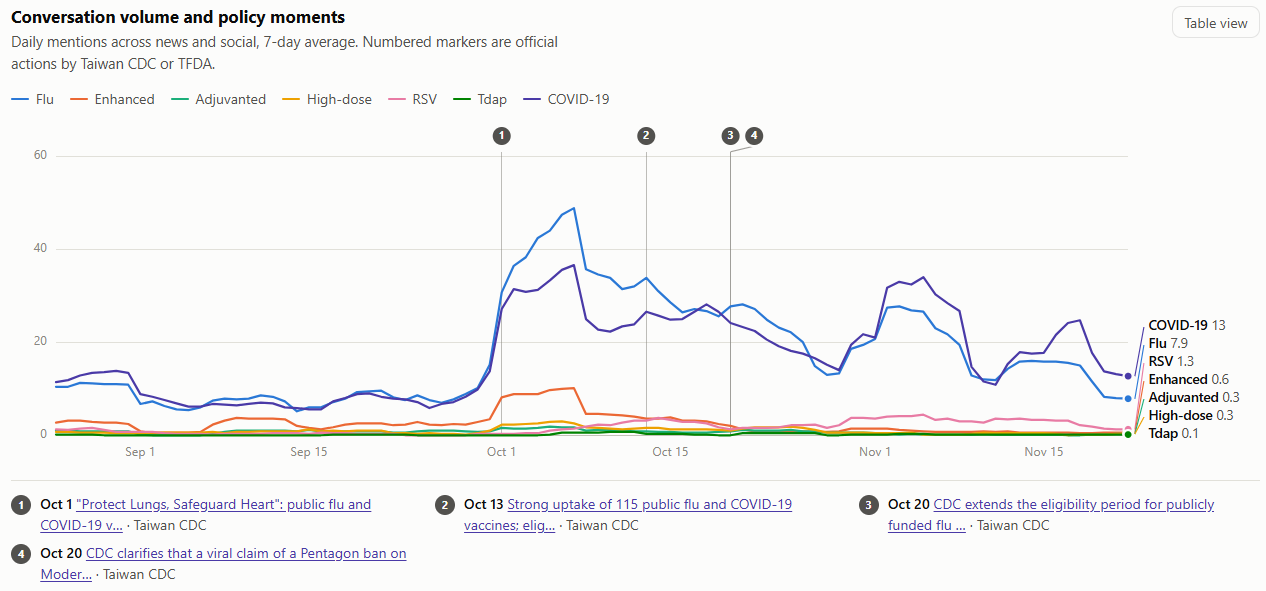 Conversation volume and policy moments
Table view
Daily mentions across news and social, 7-day average. Numbered markers are official
actions by Taiwan CDC or TFDA.
Flu Enhanced Adjuvanted High-dose RSV Tdap COVID-19
1 2 3 4
60
40
20
0
COVID-19 13
Flu 7.9
RSV 1.3
Enhanced 0.6
Adjuvanted 0.3
High-dose 0.3
Tdap 0.1
Sep 1 Sep 15 Oct 1 Oct 15 Nov 1 Nov 15
1 Oct 1 "Protect Lungs, Safeguard Heart": public flu and
COVID-19 v... · Taiwan CDC
2 Oct 13 Strong uptake of 115 public flu and COVID-19
vaccines; elig... · Taiwan CDC
3 Oct 20 CDC extends the eligibility period for publicly
funded flu ... · Taiwan CDC
4 Oct 20 CDC clarifies that a viral claim of a Pentagon ban on
Moder... · Taiwan CDC